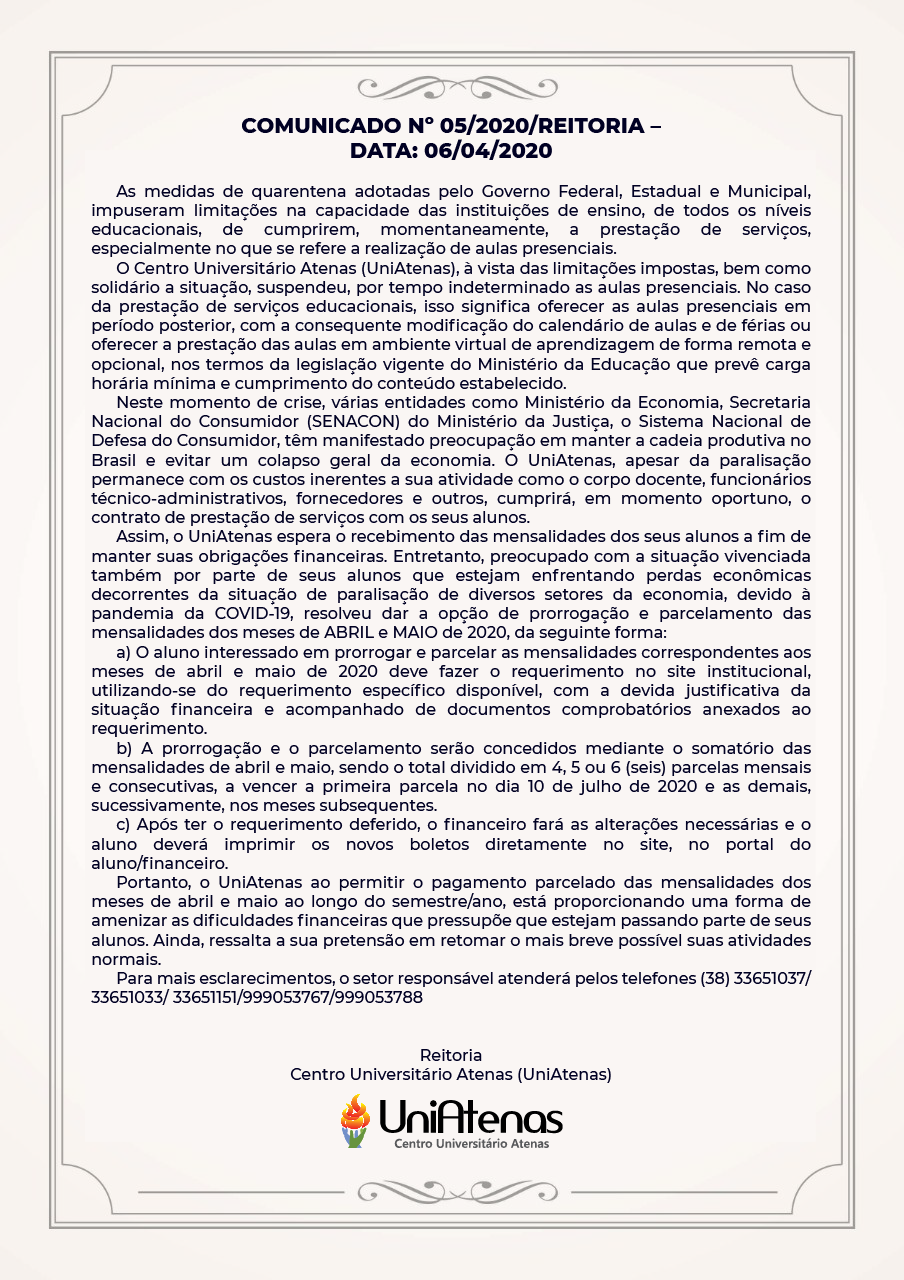 COMUNICADO Nº 05/2020/REITORIA –
DATA: 06/04/2020
As medidas de quarentena adotadas pelo Governo Federal, Estadual e Municipal,
impuseram limitações na capacidade das instituições de ensino, de todos os níveis
educacionais, de cumprirem, momentaneamente, a prestação de serviços,
especialmente no que se refere a realização de aulas presenciais.
O Centro Universitário Atenas (UniAtenas), à vista das limitações impostas, bem como
solidário a situação, suspendeu, por tempo indeterminado as aulas presenciais. No caso
da prestação de serviços educacionais, isso significa oferecer as aulas presenciais em
período posterior, com a consequente modificação do calendário de aulas e de férias ou
oferecer a prestação das aulas em ambiente virtual de aprendizagem de forma remota e
opcional, nos termos da legislação vigente do Ministério da Educação que prevê carga
horária mínima e cumprimento do conteúdo estabelecido.
Neste momento de crise, várias entidades como Ministério da Economia, Secretaria
Nacional do Consumidor (SENACON) do Ministério da Justiça, o Sistema Nacional de
Defesa do Consumidor, têm manifestado preocupação em manter a cadeia produtiva no
Brasil e evitar um colapso geral da economia. O UniAtenas, apesar da paralisação
permanece com os custos inerentes a sua atividade como o corpo docente, funcionários
técnico-administrativos, fornecedores e outros, cumprirá, em momento oportuno, o
contrato de prestação de serviços com os seus alunos.
Assim, o UniAtenas espera o recebimento das mensalidades dos seus alunos a fim de
manter suas obrigações financeiras. Entretanto, preocupado com a situação vivenciada
também por parte de seus alunos que estejam enfrentando perdas econômicas
decorrentes da situação de paralisação de diversos setores da economia, devido à
pandemia da COVID-19, resolveu dar a opção de prorrogação e parcelamento das
mensalidades dos meses de ABRIL e MAIO de 2020, da seguinte forma:
a) O aluno interessado em prorrogar e parcelar as mensalidades correspondentes aos
meses de abril e maio de 2020 deve fazer o requerimento no site institucional,
utilizando-se do requerimento específico disponível, com a devida justificativa da
situação financeira e acompanhado de documentos comprobatórios anexados ao
requerimento.
b) A prorrogação e o parcelamento serão concedidos mediante o somatório das
mensalidades de abril e maio, sendo o total dividido em 4, 5 ou 6 (seis) parcelas mensais
e consecutivas, a vencer a primeira parcela no dia 10 de julho de 2020 e as demais,
sucessivamente, nos meses subsequentes.
c) Após ter o requerimento deferido, o financeiro fará as alterações necessárias e o
aluno deverá imprimir os novos boletos diretamente no site, no portal do
aluno/financeiro.
Portanto, o UniAtenas ao permitir o pagamento parcelado das mensalidades dos
meses de abril e maio ao longo do semestre/ano, está proporcionando uma forma de
amenizar as dificuldades financeiras que pressupõe que estejam passando parte de seus
alunos. Ainda, ressalta a sua pretensão em retomar o mais breve possível suas atividades
normais.
Para mais esclarecimentos, o setor responsável atenderá pelos telefones (38) 33651037/
33651033/ 33651151/999053767/999053788
Reitoria
Centro Universitário Atenas (UniAtenas)
UniAtenas
Centro Universitário Atenas